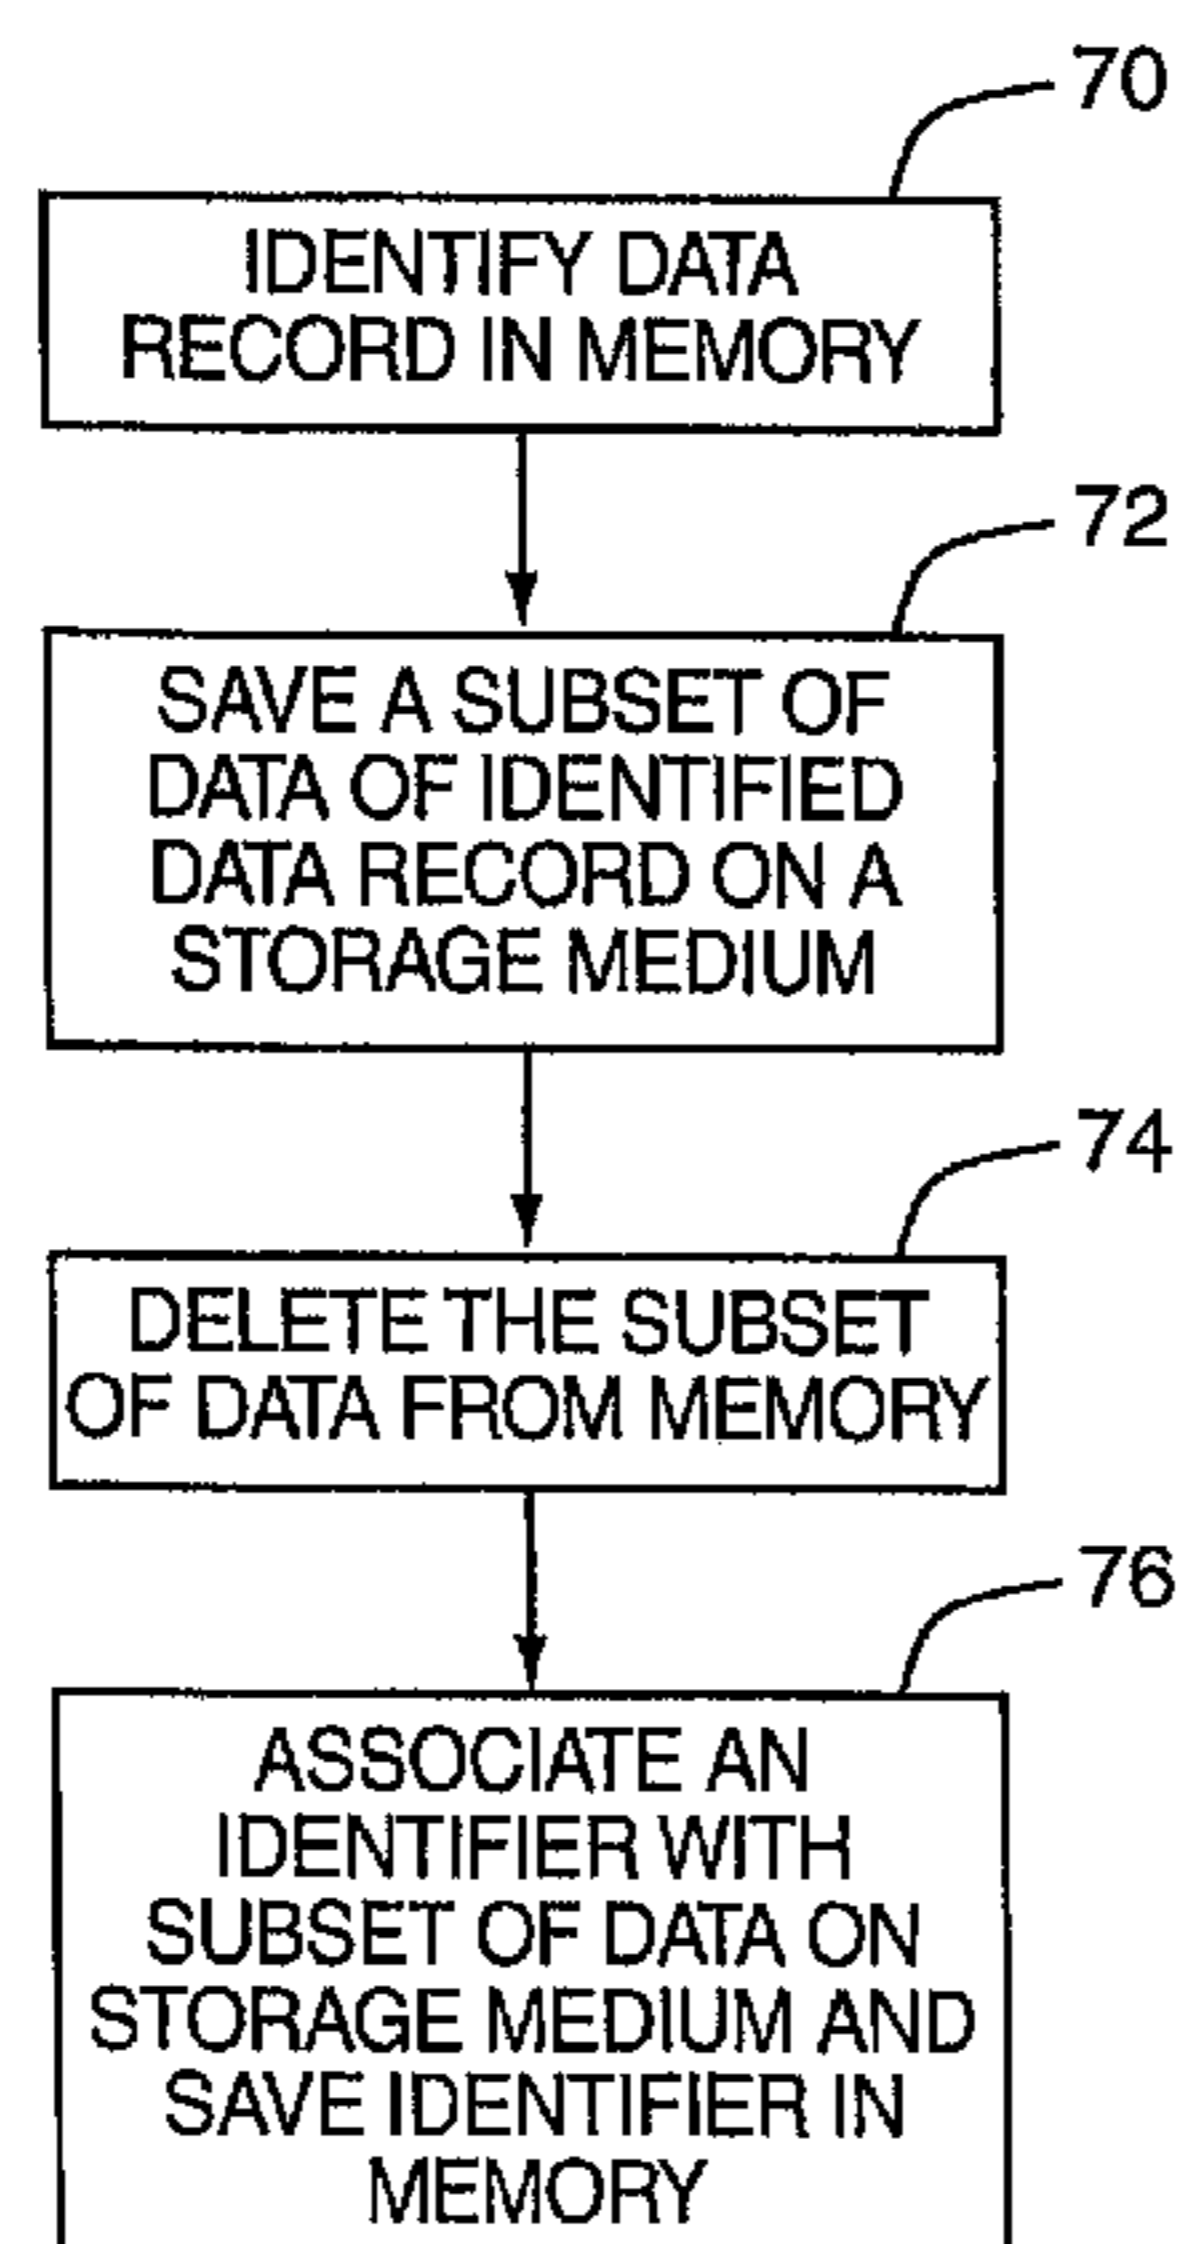 70
IDENTIFY DATA
RECORD IN MEMORY
72
SAVE A SUBSET OF
DATA OF IDENTIFIED
DATA RECORD ON A
STORAGE MEDIUM
74
DELETE THE SUBSET
OF DATA FROM MEMORY
76
ASSOCIATE AN
IDENTIFIER WITH
SUBSET OF DATA ON
STORAGE MEDIUM AND
SAVE IDENTIFIER IN
MEMORY